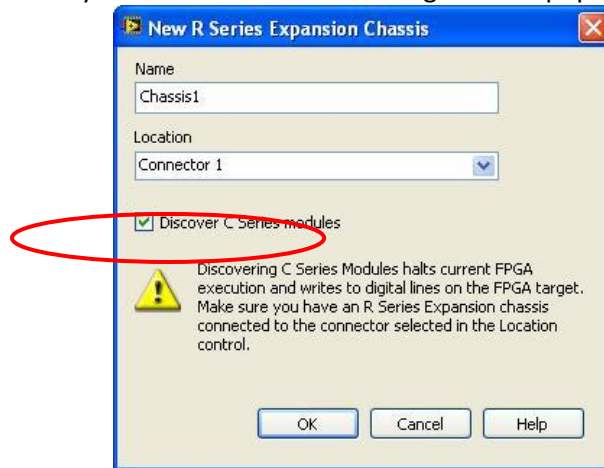 New R Series Expansion Chassis
Name
Chassis1
Location
Connector 1
Discover C Series modules
Discovering C Series Modules halts current FPGA
execution and writes to digital lines on the FPGA target.
Make sure you have an R Series Expansion chassis
connected to the connector selected in the Location
control.
OK Cancel Help